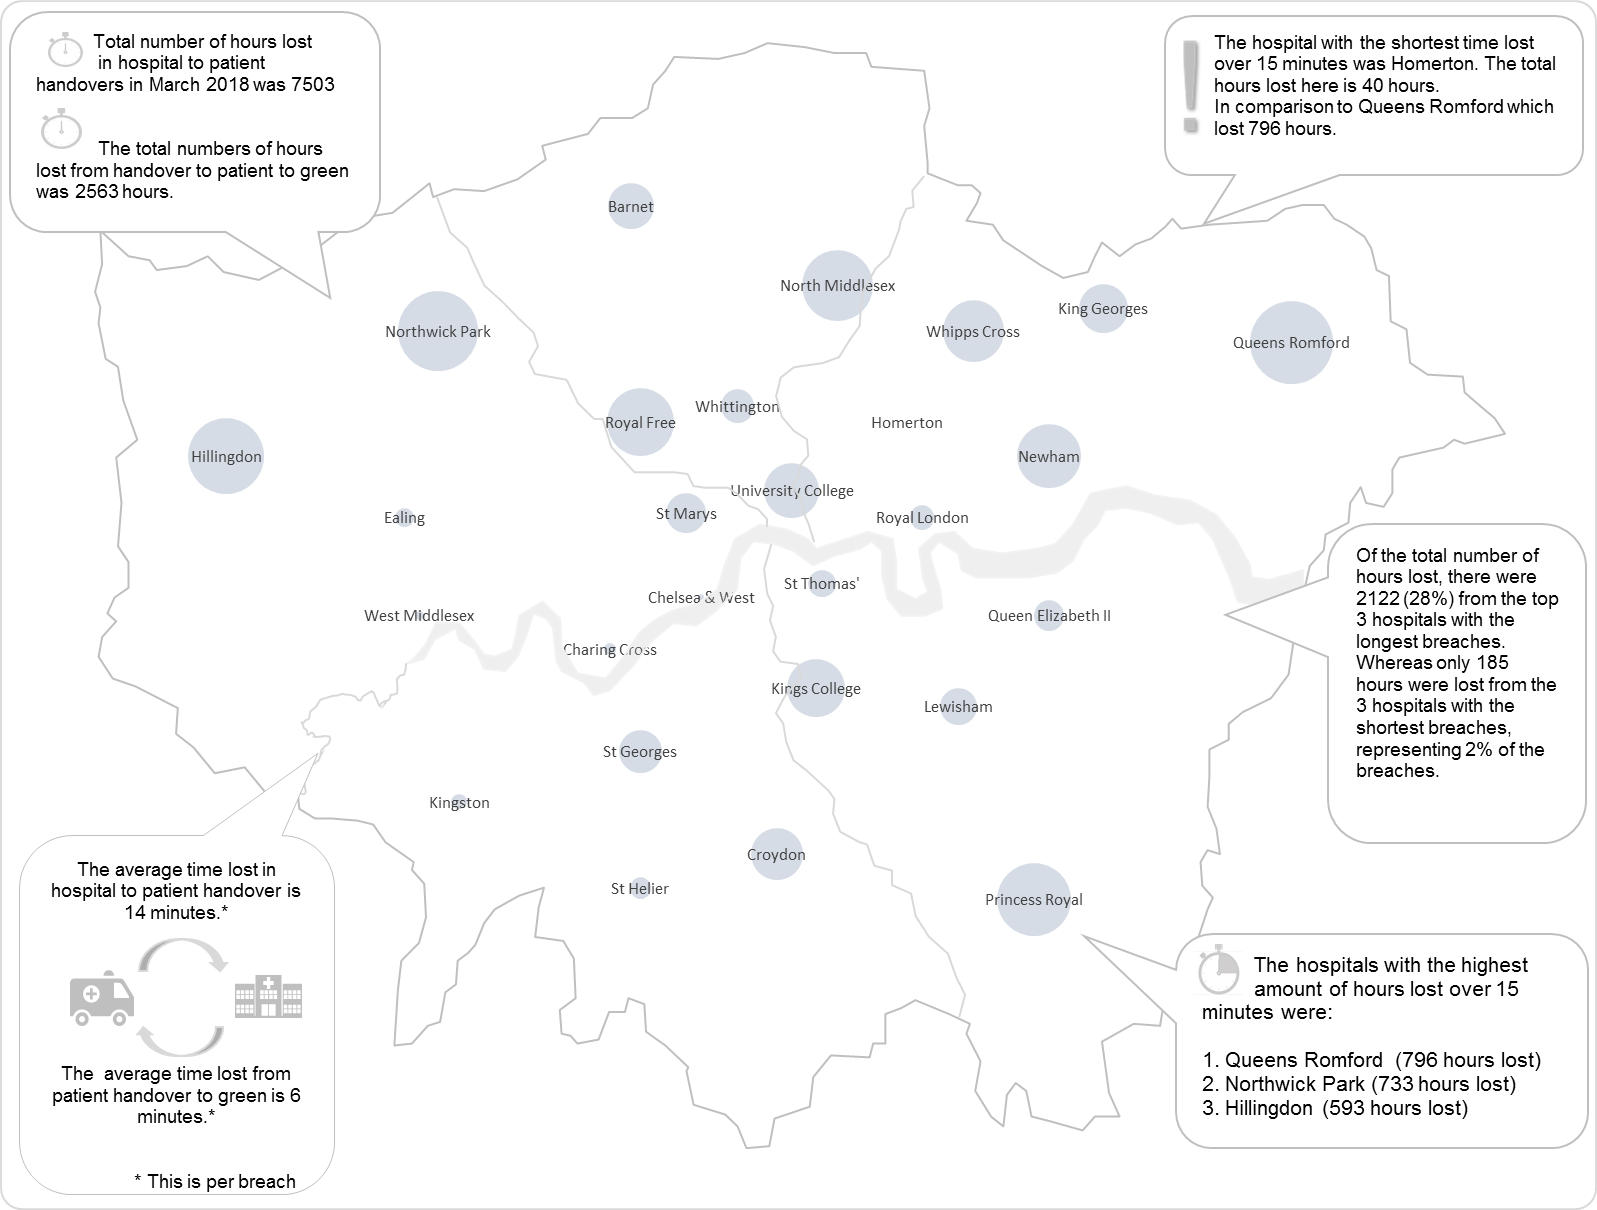 Total number of hours lost
in hospital to patient
handovers in March 2018 was 7503
The total numbers of hours
lost from handover to patient to green
was 2563 hours.
The hospital with the shortest time lost
over 15 minutes was Homerton. The total
hours lost here is 40 hours.
In comparison to Queens Romford which
lost 796 hours.
Barnet
North Middlesex
Northwick Park
Whipps Cross
King Georges
Queens Romford
Royal Free
Whittington
Homerton
Hillingdon
Newham
University College
Ealing
St Marys
Royal London
St Thomas'
Chelsea & West
West Middlesex
Queen Elizabeth II
Charing Cross
Kings College
Lewisham
St Georges
Kingston
Croydon
St Helier
Princess Royal
Of the total number of
hours lost, there were
2122 (28%) from the top
3 hospitals with the
longest breaches.
Whereas only 185
hours were lost from the
3 hospitals with the
shortest breaches,
representing 2% of the
breaches.
The average time lost in
hospital to patient handover is
14 minutes.*
The average time lost from
patient handover to green is 6
minutes.*
* This is per breach
The hospitals with the highest
amount of hours lost over 15
minutes were:
1. Queens Romford (796 hours lost)
2. Northwick Park (733 hours lost)
3. Hillingdon (593 hours lost)